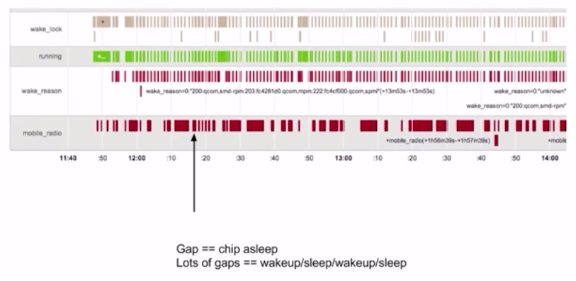 wake_lock
running
wake_reason
wake_reason=0:"200:qcom,smd-rpm:203:fc4281d0.qcom,mpm:222:fc4cf000.qcom,spmi"(+13m53s-+13m53s)
wake_reason=0:"unknown"
wake_reason=0:"200:qcom,smd-rpm"
mobile_radio
+mobile_radio(+1h56m39s-+1h57m39s)
+mobile
11:40 :50 12:00 :10 :20 :30 :40 :50 13:00 :10 :20 :30 :40 :50 14:00
Gap == chip asleep
Lots of gaps == wakeup/sleep/wakeup/sleep